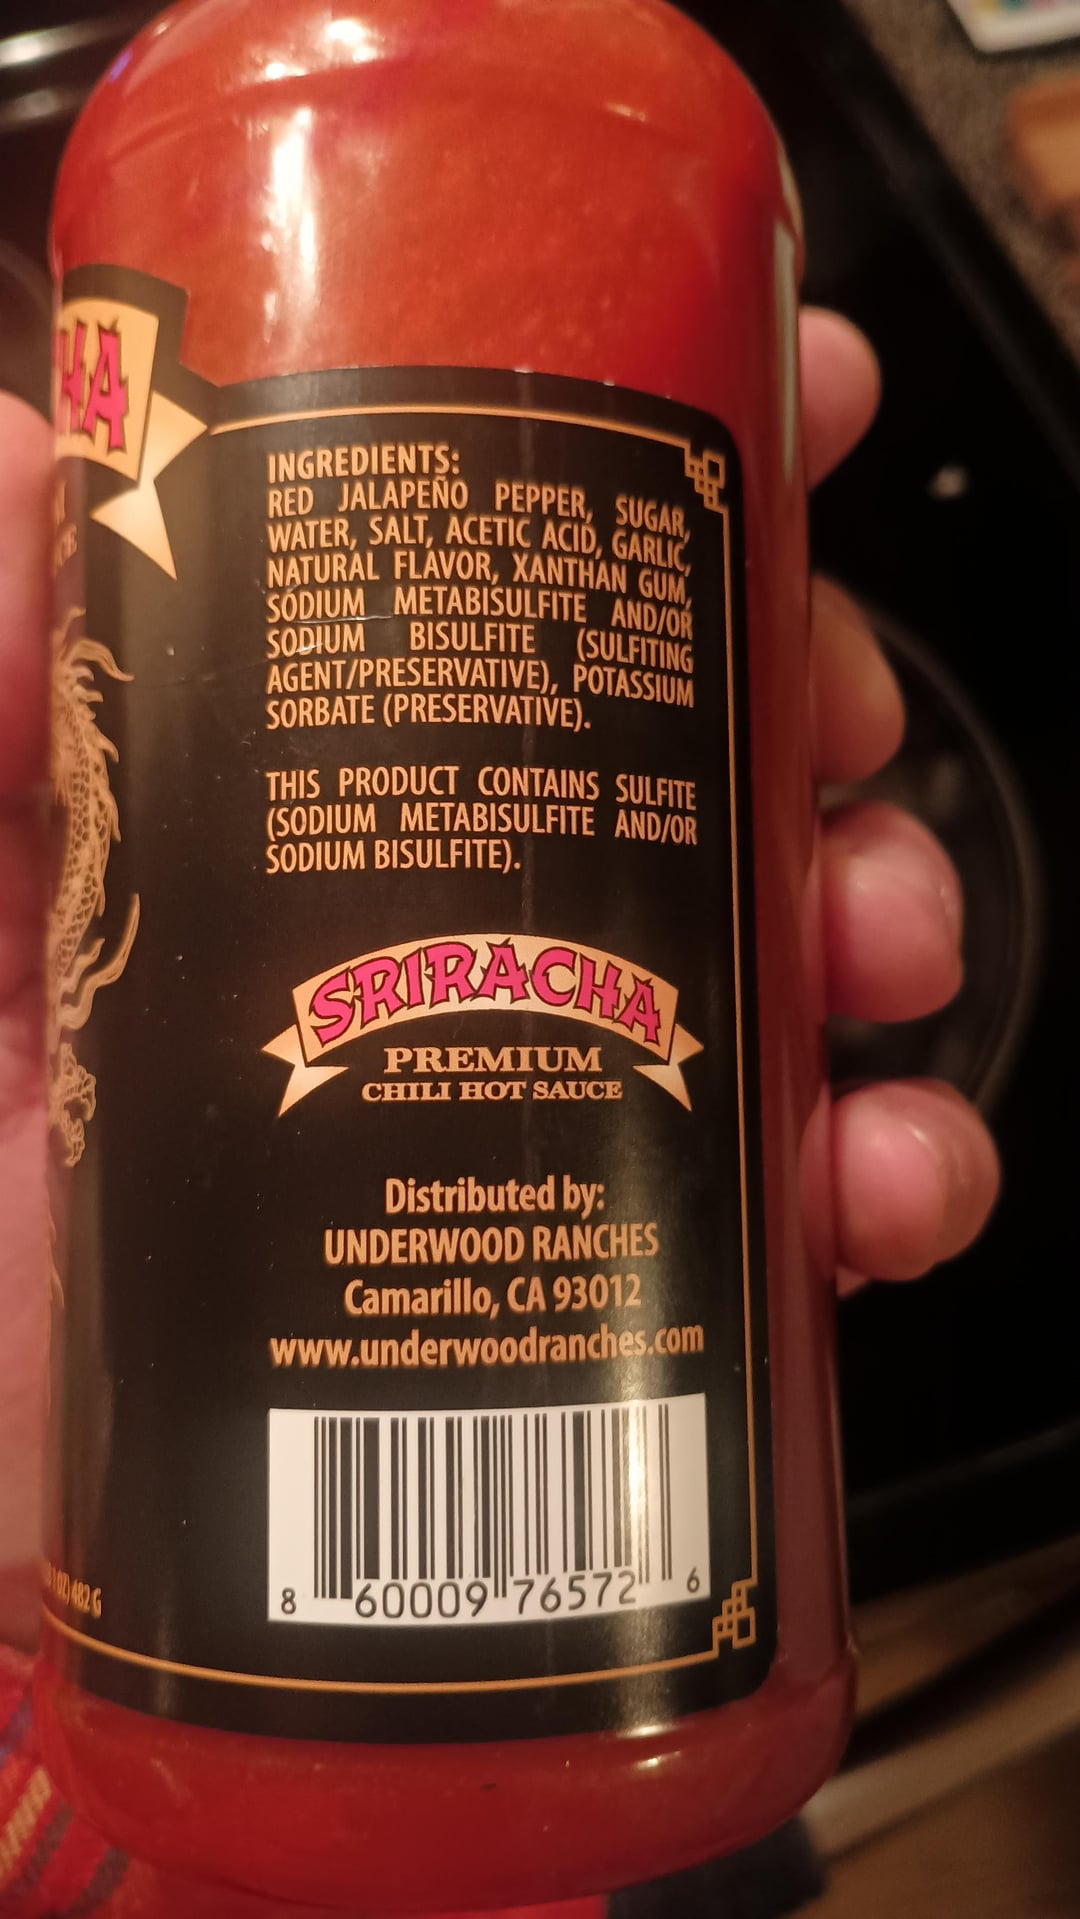 HA
INGREDIENTS:
RED JALAPEÑO PEPPER, SUGAR,
WATER, SALT, ACETIC ACID, GARLIC,
NATURAL FLAVOR, XANTHAN GUM,
SODIUM METABISULFITE AND/OR
SODIUM BISULFITE (SULFITING
AGENT/PRESERVATIVE), POTASSIUM
SORBATE (PRESERVATIVE).
THIS PRODUCT CONTAINS SULFITE
(SODIUM METABISULFITE AND/OR
SODIUM BISULFITE).
SRIRACHA
PREMIUM
CHILI HOT SAUCE
Distributed by:
UNDERWOOD RANCHES
Camarillo, CA 93012
www.underwoodranches.com
8 60009 76572 6
482 G